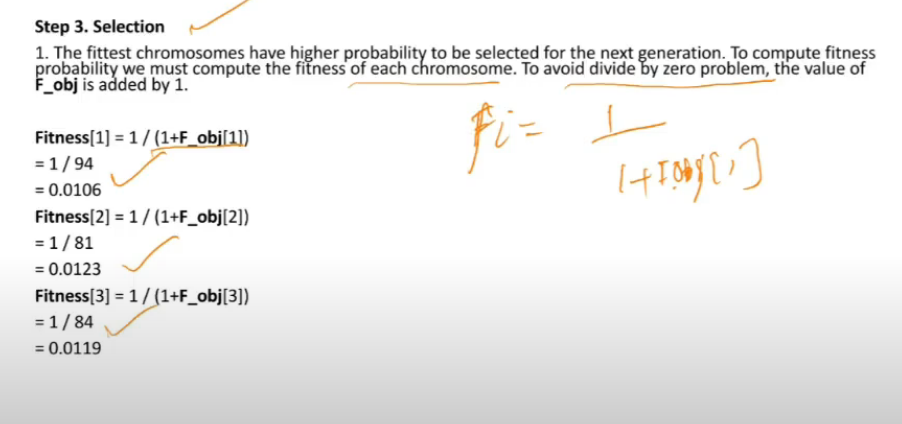 Step 3. Selection
1. The fittest chromosomes have higher probability to be selected for the next generation. To compute fitness
probability we must compute the fitness of each chromosome. To avoid divide by zero problem, the value of
F_obj is added by 1.
Fitness[1] = 1 / (1+F_obj[1])
= 1 / 94
= 0.0106
Fitness[2] = 1 / (1+F_obj[2])
= 1 / 81
= 0.0123
Fitness[3] = 1 / (1+F_obj[3])
= 1 / 84
= 0.0119
Fi = 1
1+Fobj[i]